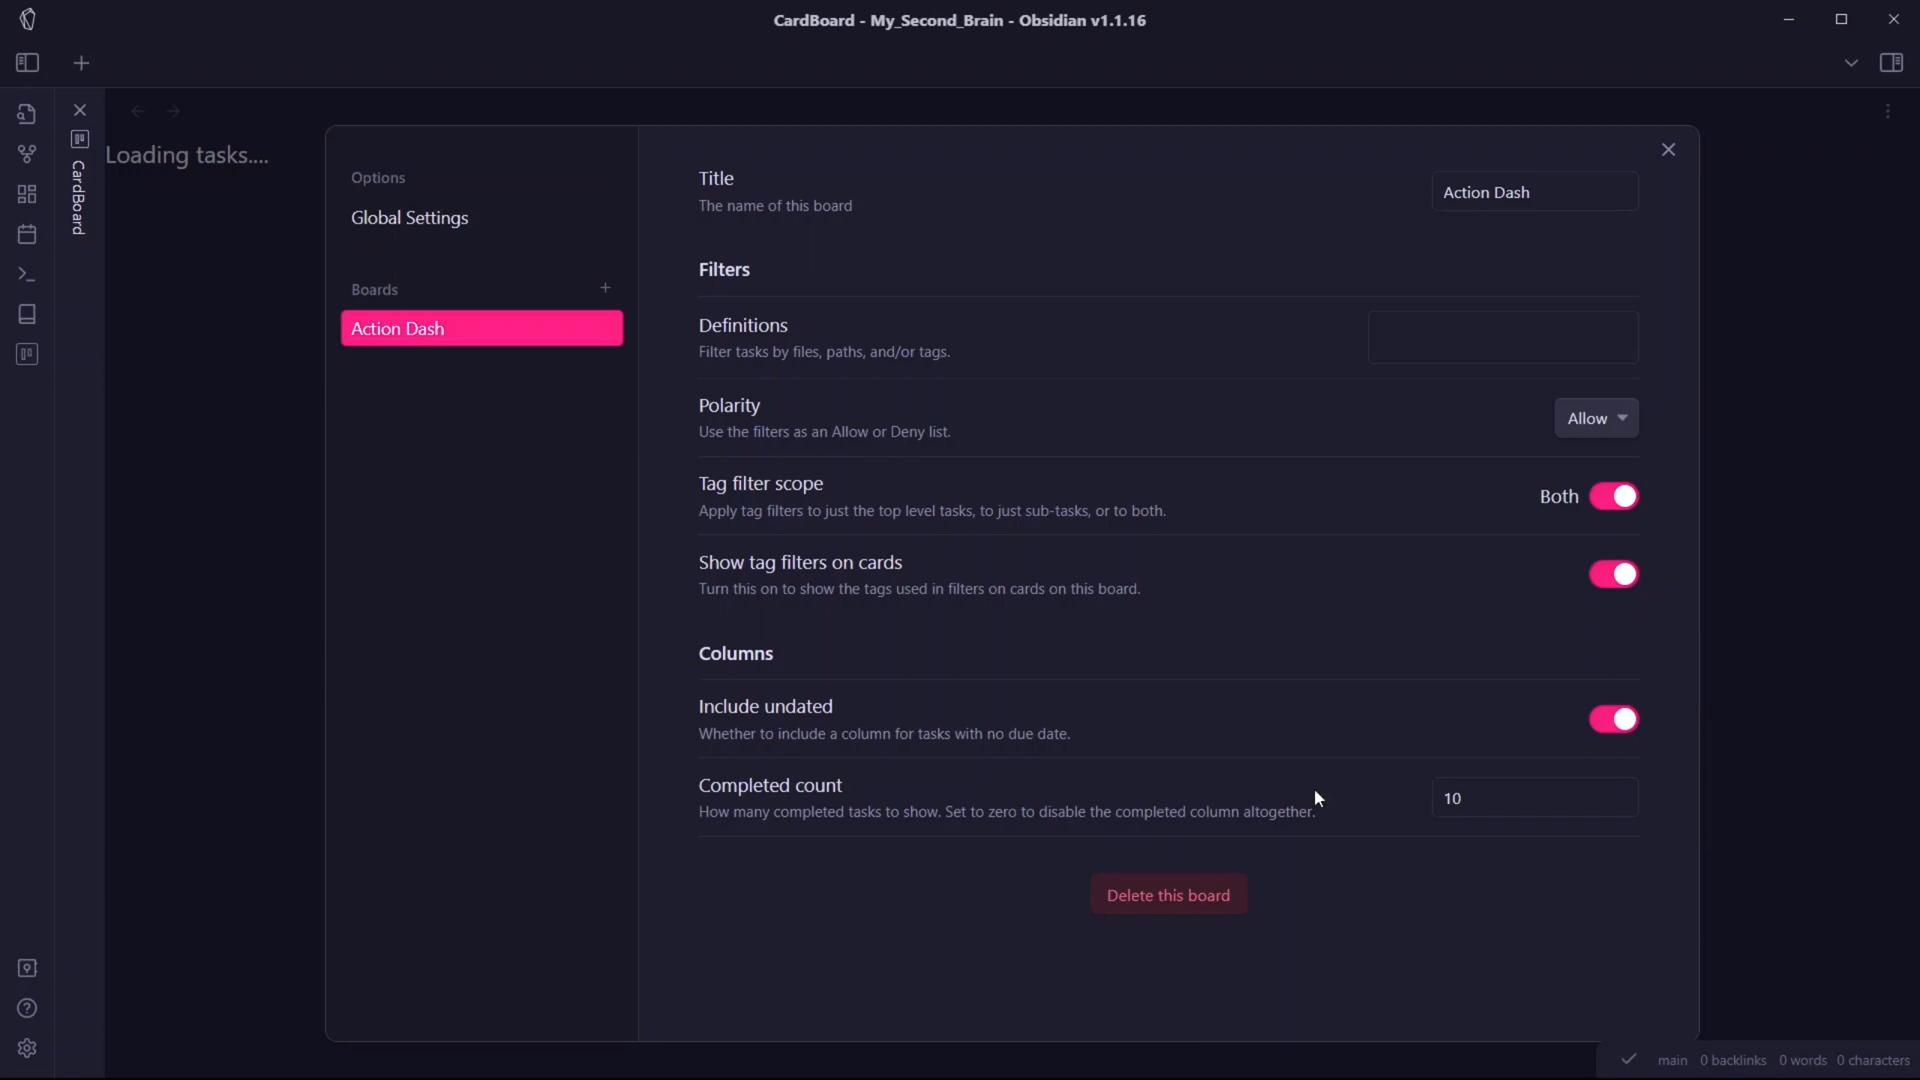 CardBoard - My_Second_Brain - Obsidian v1.1.16
CardBoard
Loading tasks....
Options
Global Settings
Boards
Action Dash
Title
The name of this board
Action Dash
Filters
Definitions
Filter tasks by files, paths, and/or tags.
Polarity
Use the filters as an Allow or Deny list.
Allow
Tag filter scope
Apply tag filters to just the top level tasks, to just sub-tasks, or to both.
Both
Show tag filters on cards
Turn this on to show the tags used in filters on cards on this board.
Columns
Include undated
Whether to include a column for tasks with no due date.
Completed count
How many completed tasks to show. Set to zero to disable the completed column altogether.
10
Delete this board
main 0 backlinks 0 words 0 characters